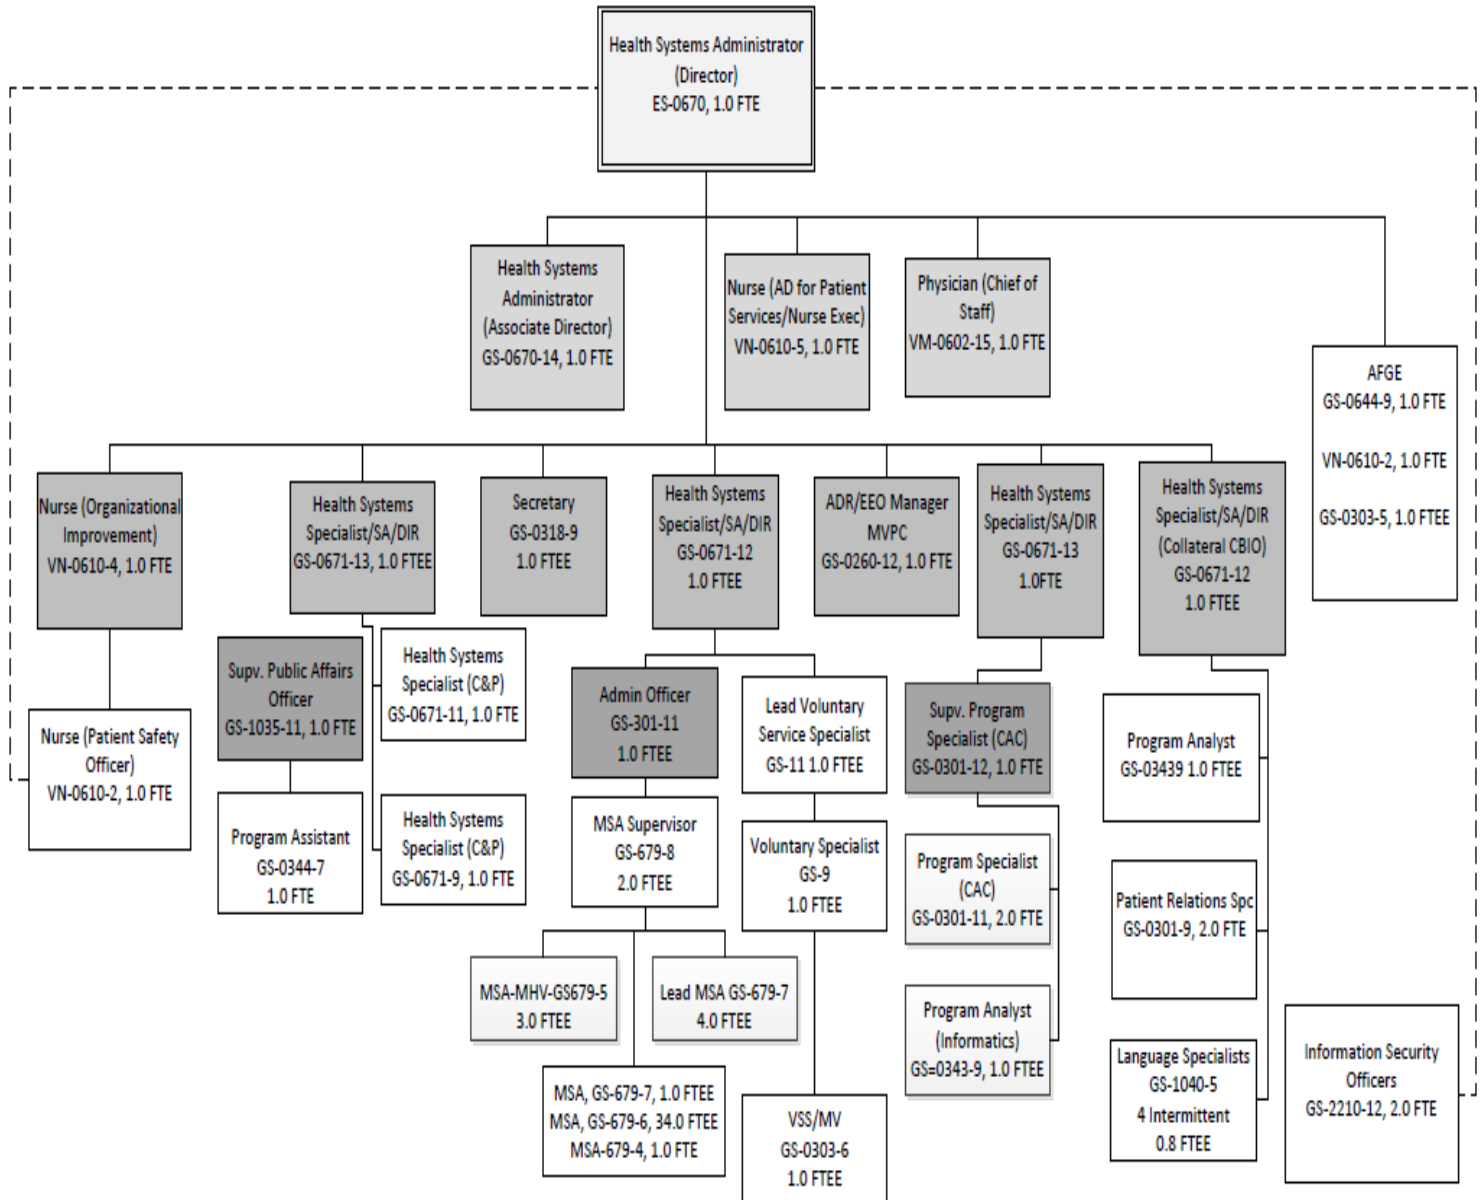 Health Systems Administrator
(Director)
ES-0670, 1.0 FTE
Health Systems
Administrator
(Associate Director)
GS-0670-14, 1.0 FTE
Nurse (AD for Patient
Services/Nurse Exec)
VN-0610-5, 1.0 FTE
Physician (Chief of
Staff)
VM-0602-15, 1.0 FTE
AFGE
GS-0644-9, 1.0 FTE
VN-0610-2, 1.0 FTE
GS-0303-5, 1.0 FTEE
Nurse (Organizational
Improvement)
VN-0610-4, 1.0 FTE
Health Systems
Specialist/SA/DIR
GS-0671-13, 1.0 FTEE
Secretary
GS-0318-9
1.0 FTEE
Health Systems
Specialist/SA/DIR
GS-0671-12
1.0 FTEE
ADR/EEO Manager
MVPC
GS-0260-12, 1.0 FTE
Health Systems
Specialist/SA/DIR
GS-0671-13
1.0FTE
Health Systems
Specialist/SA/DIR
(Collateral CBIO)
GS-0671-12
1.0 FTEE
Nurse (Patient Safety
Officer)
VN-0610-2, 1.0 FTE
Supv. Public Affairs
Officer
GS-1035-11, 1.0 FTE
Program Assistant
GS-0344-7
1.0 FTE
Health Systems
Specialist (C&P)
GS-0671-11, 1.0 FTE
Health Systems
Specialist (C&P)
GS-0671-9, 1.0 FTE
Admin Officer
GS-301-11
1.0 FTEE
MSA Supervisor
GS-679-8
2.0 FTEE
MSA-MHV-GS679-5
3.0 FTEE
Lead MSA GS-679-7
4.0 FTEE
MSA, GS-679-7, 1.0 FTEE
MSA, GS-679-6, 34.0 FTEE
MSA-679-4, 1.0 FTE
Lead Voluntary
Service Specialist
GS-11 1.0 FTEE
Voluntary Specialist
GS-9
1.0 FTEE
VSS/MV
GS-0303-6
1.0 FTEE
Supv. Program
Specialist (CAC)
GS-0301-12, 1.0 FTE
Program Specialist
(CAC)
GS-0301-11, 2.0 FTE
Program Analyst
(Informatics)
GS=0343-9, 1.0 FTEE
Program Analyst
GS-03439 1.0 FTEE
Patient Relations Spc
GS-0301-9, 2.0 FTE
Language Specialists
GS-1040-5
4 Intermittent
0.8 FTEE
Information Security
Officers
GS-2210-12, 2.0 FTE